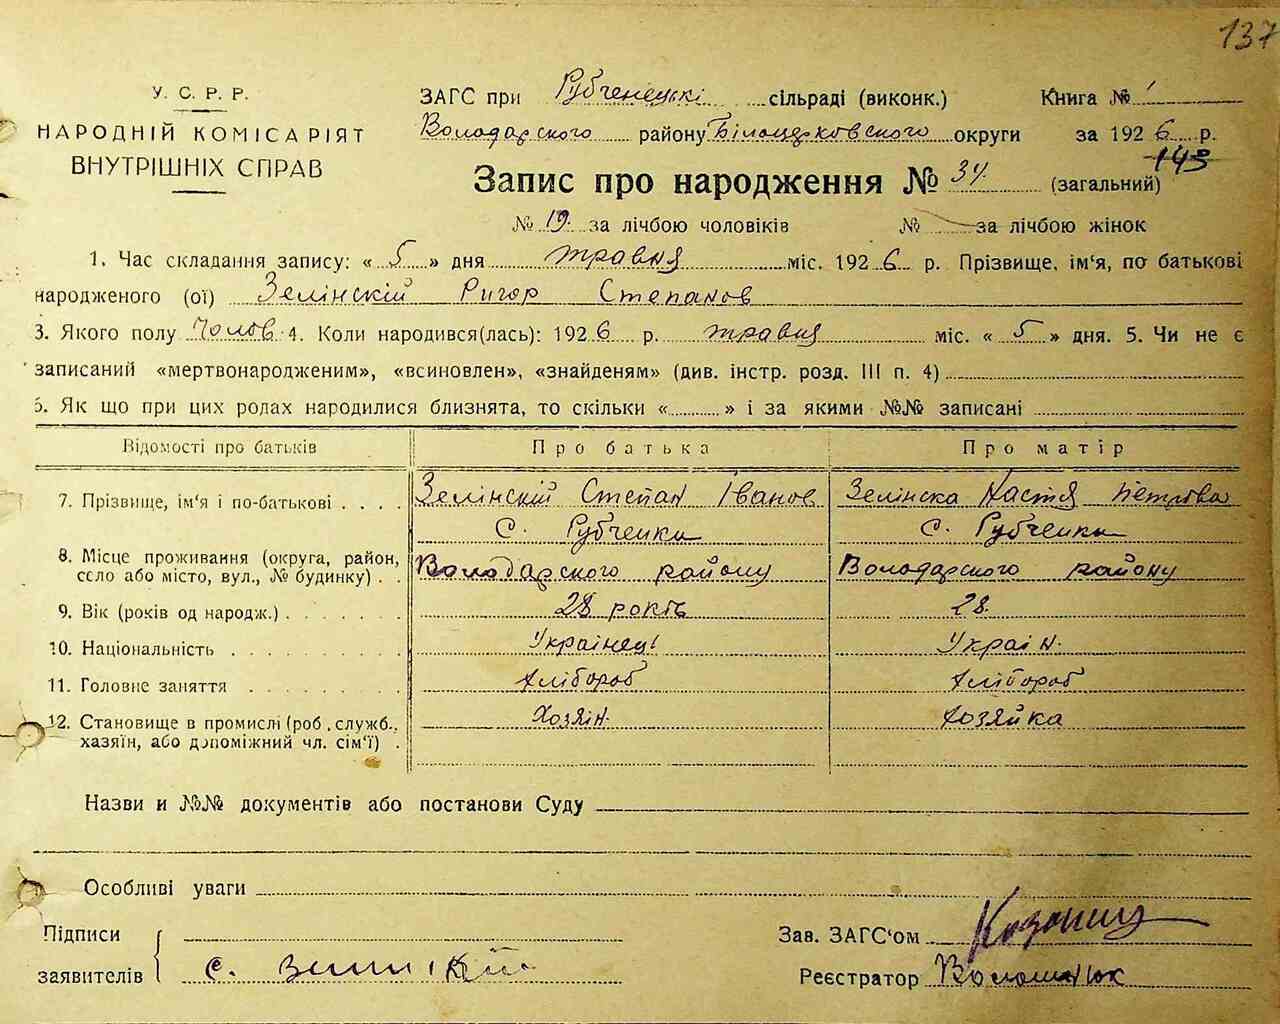 137
У. С. Р. Р.
НАРОДНІЙ КОМІСАРІЯТ
ВНУТРІШНІХ СПРАВ
ЗАГС при Рубченецькі сільраді (виконк.) Книга № 1
Володарского району Білоцерковского округи за 1926 р.
143
Запис про народження № 34. (загальний)
№ 19. за лічбою чоловіків № за лічбою жінок
1. Час складання запису: « 5 » дня травня міс. 1926 р. Прізвище, ім'я, по батькові
народженого (ої) Зелінскій Ригор Степанов
3. Якого полу Чолов 4. Коли народився(лась): 1926 р. травня міс. « 5 » дня. 5. Чи не є
записаний «мертвонародженим», «всиновлен», «знайденям» (див. інстр. розд. III п. 4)
6. Як що при цих родах народилися близнята, то скільки « » і за якими №№ записані
Відомості про батьків Про батька Про матір
7. Прізвище, ім'я і по-батькові . . . . Зелінскій Степан Іванов Зелінска Настя Петрова
с. Рубченки с. Рубченки
8. Місце проживання (округа, район,
село або місто, вул., № будинку) . . Володарского району Володарского району
9. Вік (років од народж.) . . . . . . . 28 років 28.
10. Національність . . . . . . . . . Українець Україн.
11. Головне заняття . . . . . . . . Хлібороб Хлібороб
12. Становище в промислі (роб., служб., Хозяїн. Хозяйка
хазяїн, або допоміжний чл. сім'ї) .
Назви и №№ документів або постанови Суду
Особливі уваги
Підписи
заявителів
Зав. ЗАГС'ом
с.
Реєстратор Волошанюк